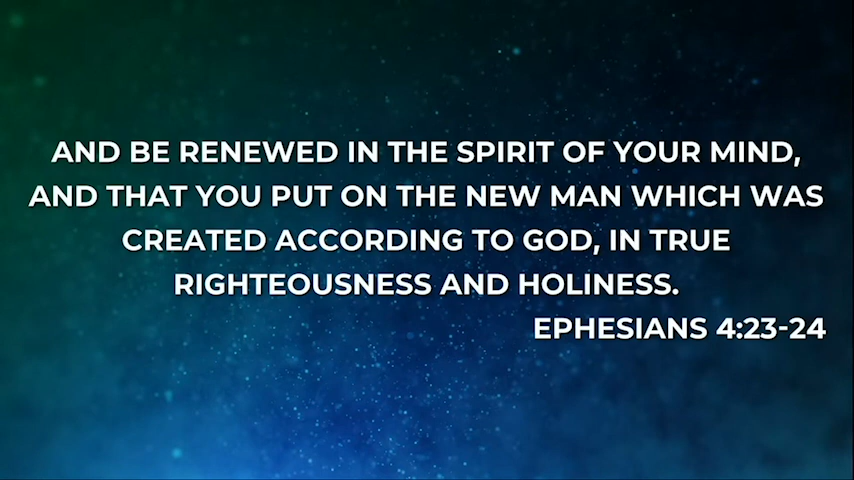 AND BE RENEWED IN THE SPIRIT OF YOUR MIND,
AND THAT YOU PUT ON THE NEW MAN WHICH WAS
CREATED ACCORDING TO GOD, IN TRUE
RIGHTEOUSNESS AND HOLINESS.
EPHESIANS 4:23-24